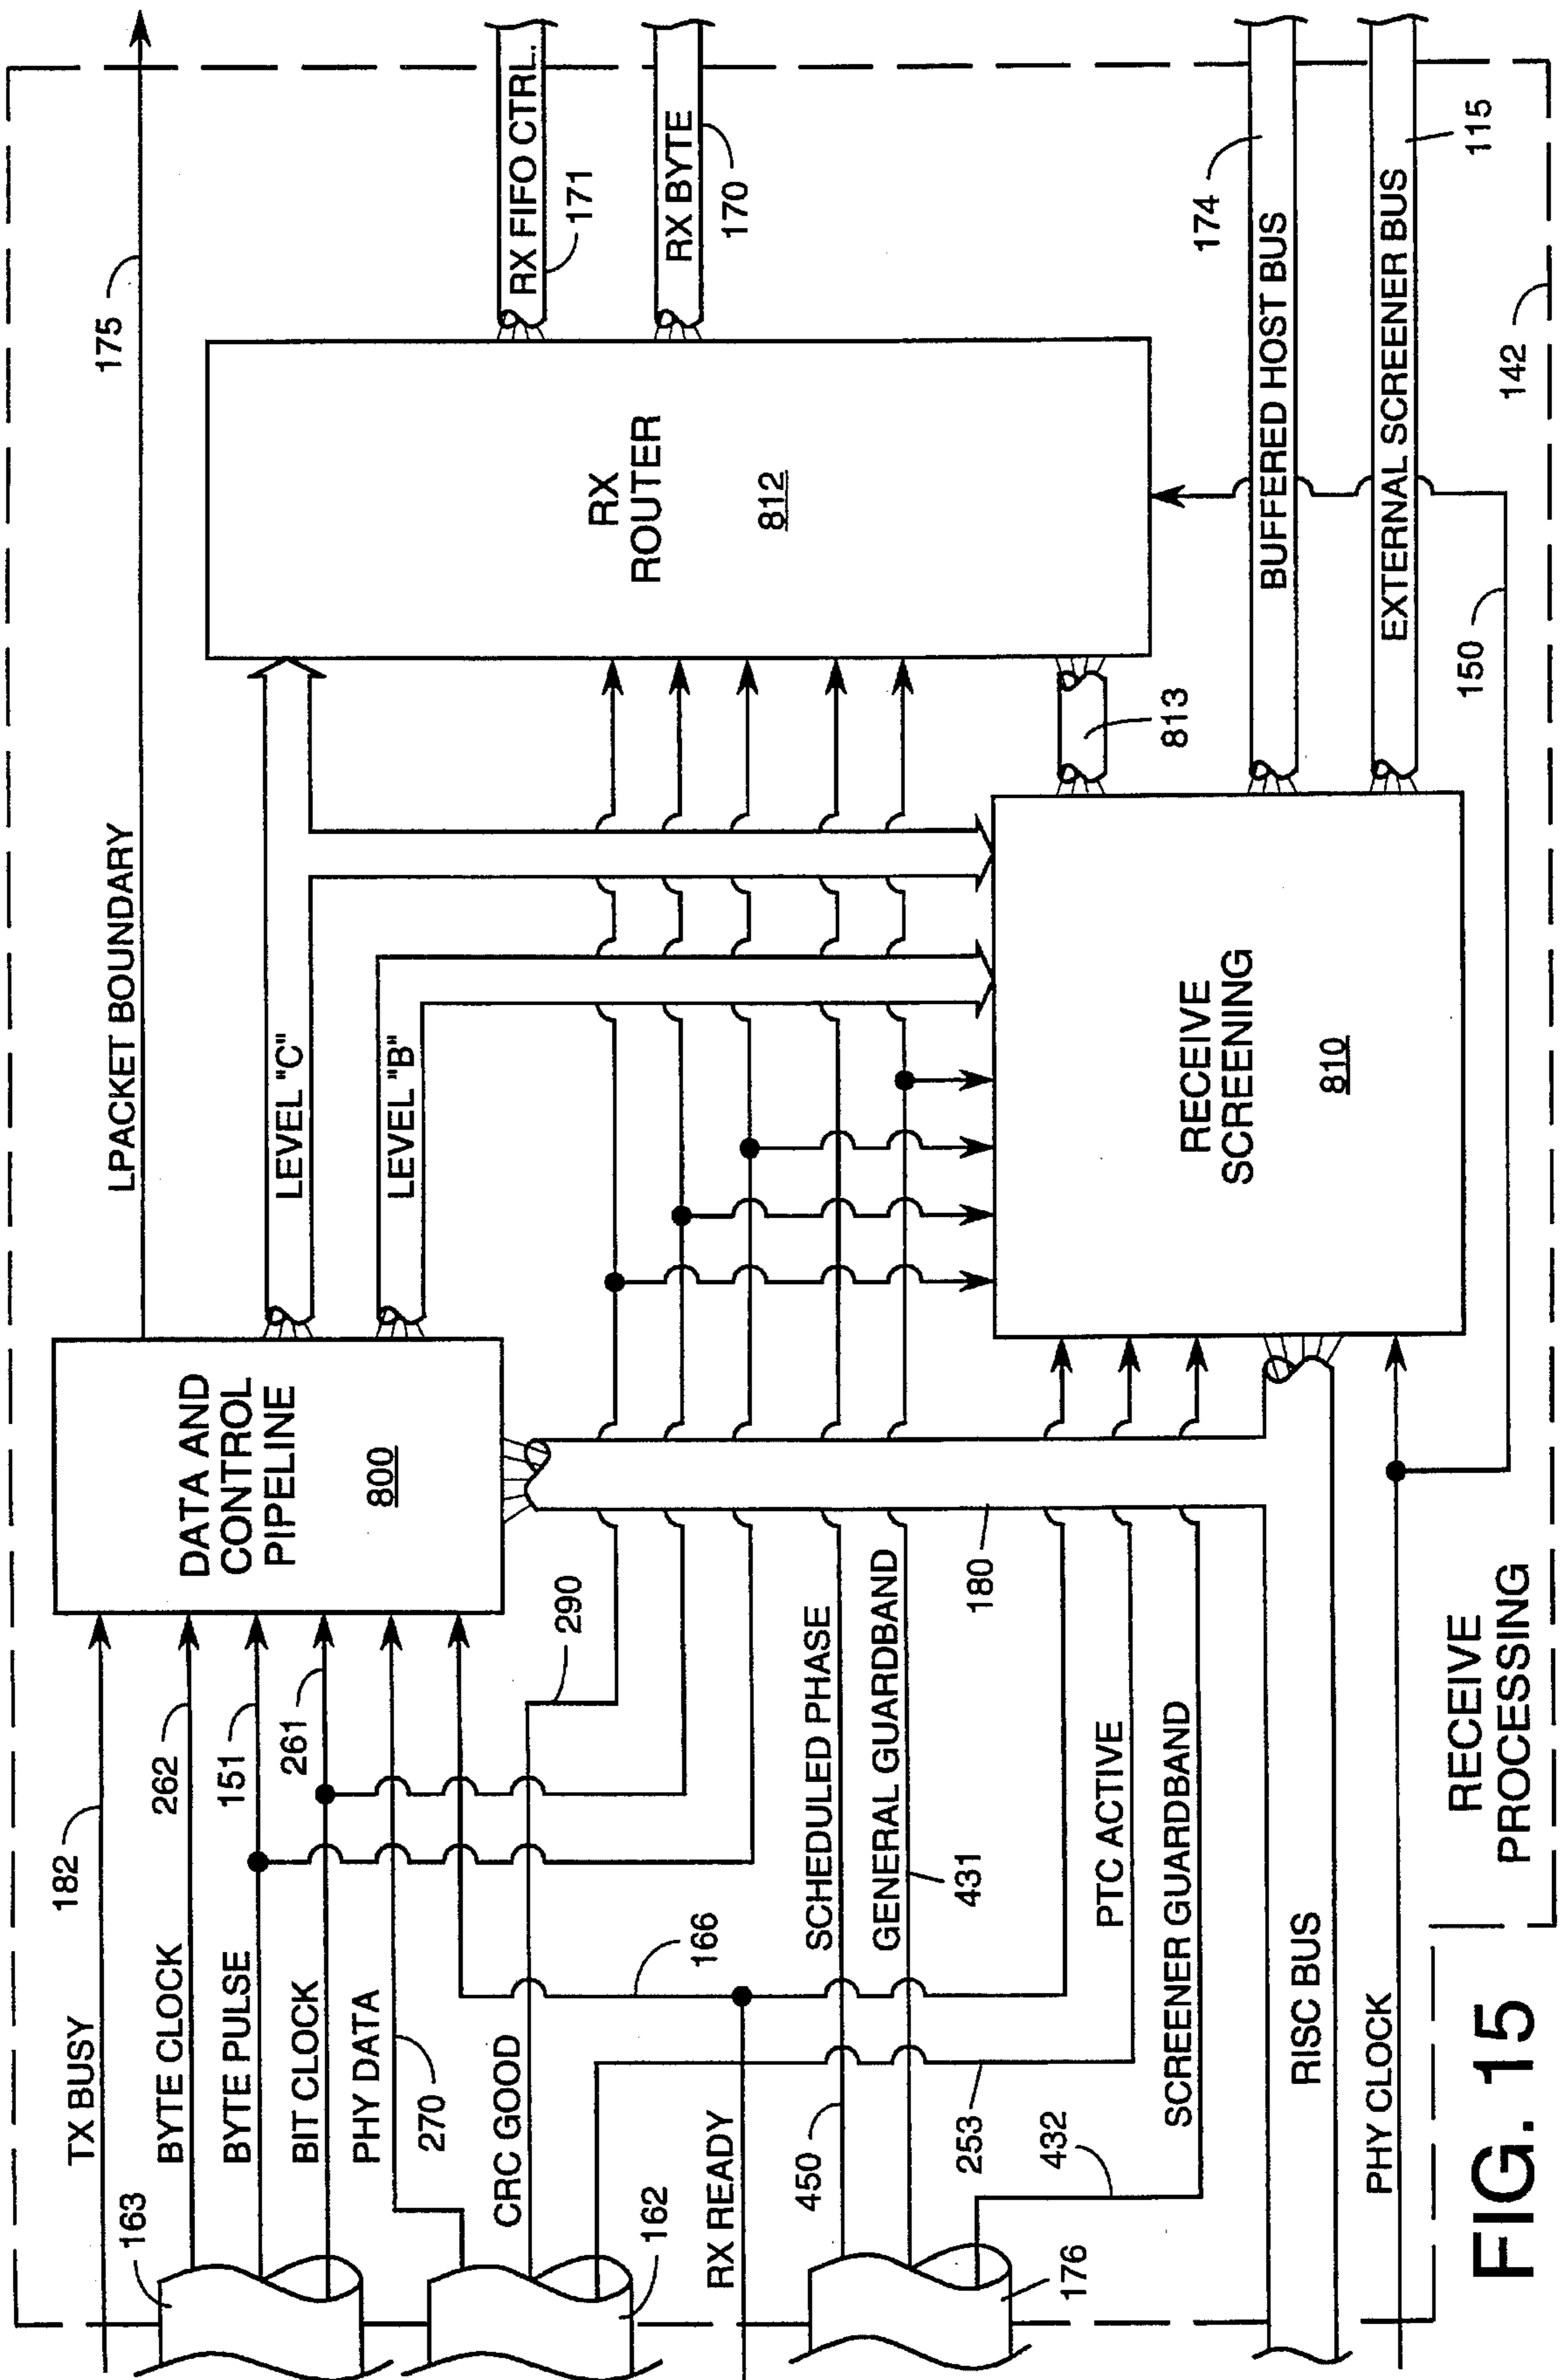 TX BUSY
182
163
BYTE CLOCK
262
BYTE PULSE
151
BIT CLOCK
261
PHY DATA
270
CRC GOOD
290
162
RX READY
166
SCHEDULED PHASE
450
GENERAL GUARDBAND
431
253
PTC ACTIVE
432
SCREENER GUARDBAND
176
180
RISC BUS
PHY CLOCK
DATA AND
CONTROL
PIPELINE
800
LPACKET BOUNDARY
175
LEVEL "C"
LEVEL "B"
RECEIVE
SCREENING
810
RX
ROUTER
812
813
RX FIFO CTRL.
171
RX BYTE
170
174
BUFFERED HOST BUS
EXTERNAL SCREENER BUS
115
150
142
RECEIVE
PROCESSING
FIG. 15